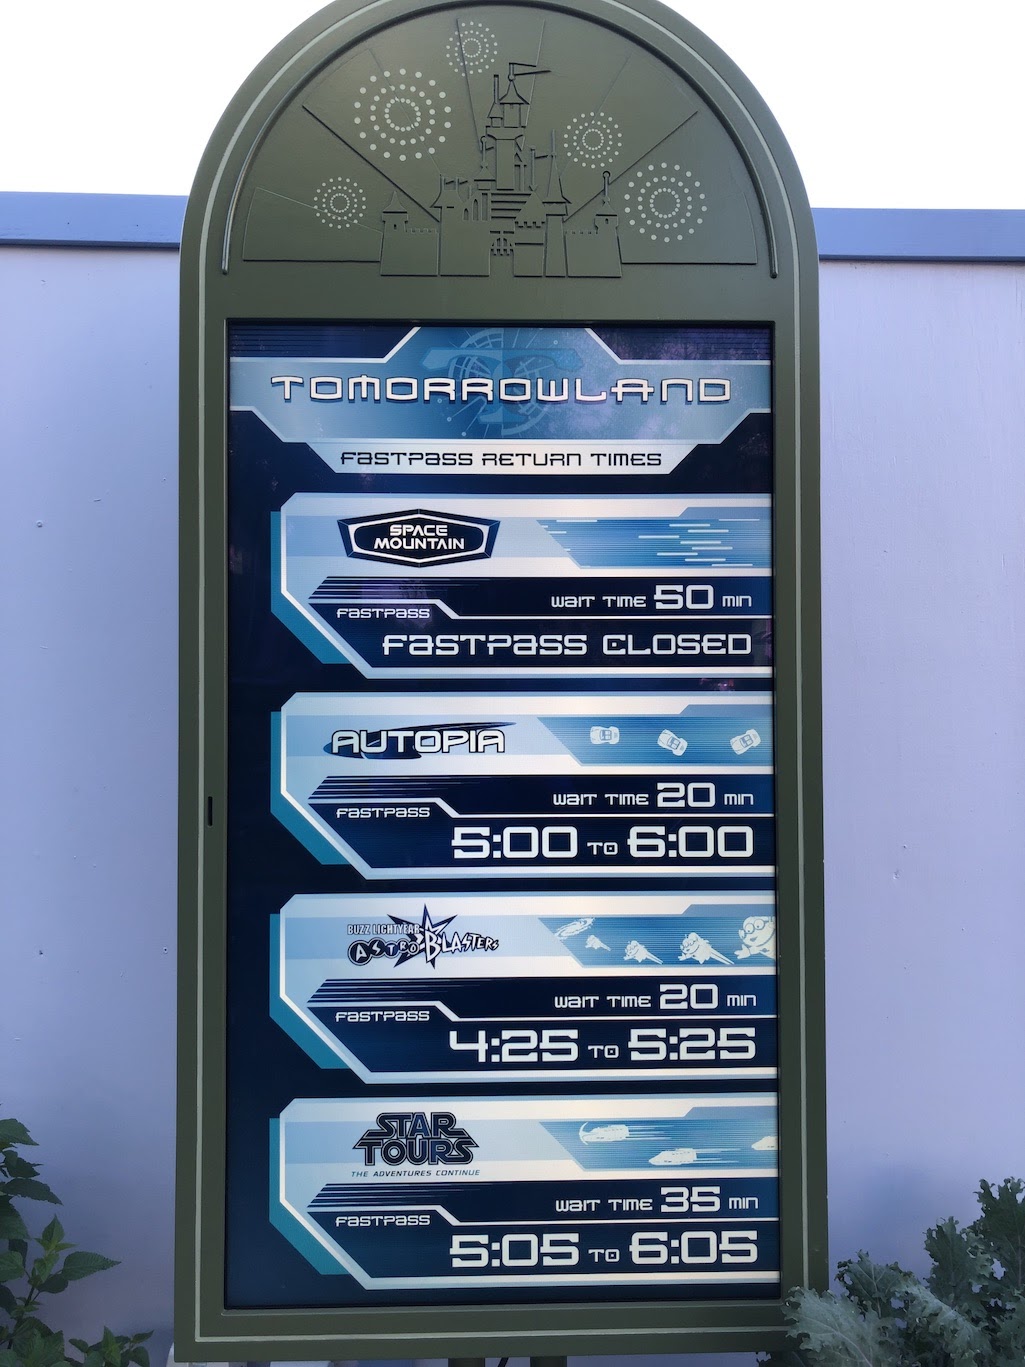 TOMORROWLAND
FASTPASS RETURN TIMES
SPACE
MOUNTAIN
WAIT TIME 50 MIN
FASTPASS
FASTPASS CLOSED
AUTOPIA
WAIT TIME 20 MIN
FASTPASS
5:00 TO 6:00
BUZZ LIGHTYEAR
ASTRO BLASTERS
WAIT TIME 20 MIN
FASTPASS
4:25 TO 5:25
STAR
TOURS
THE ADVENTURES CONTINUE
WAIT TIME 35 MIN
FASTPASS
5:05 TO 6:05